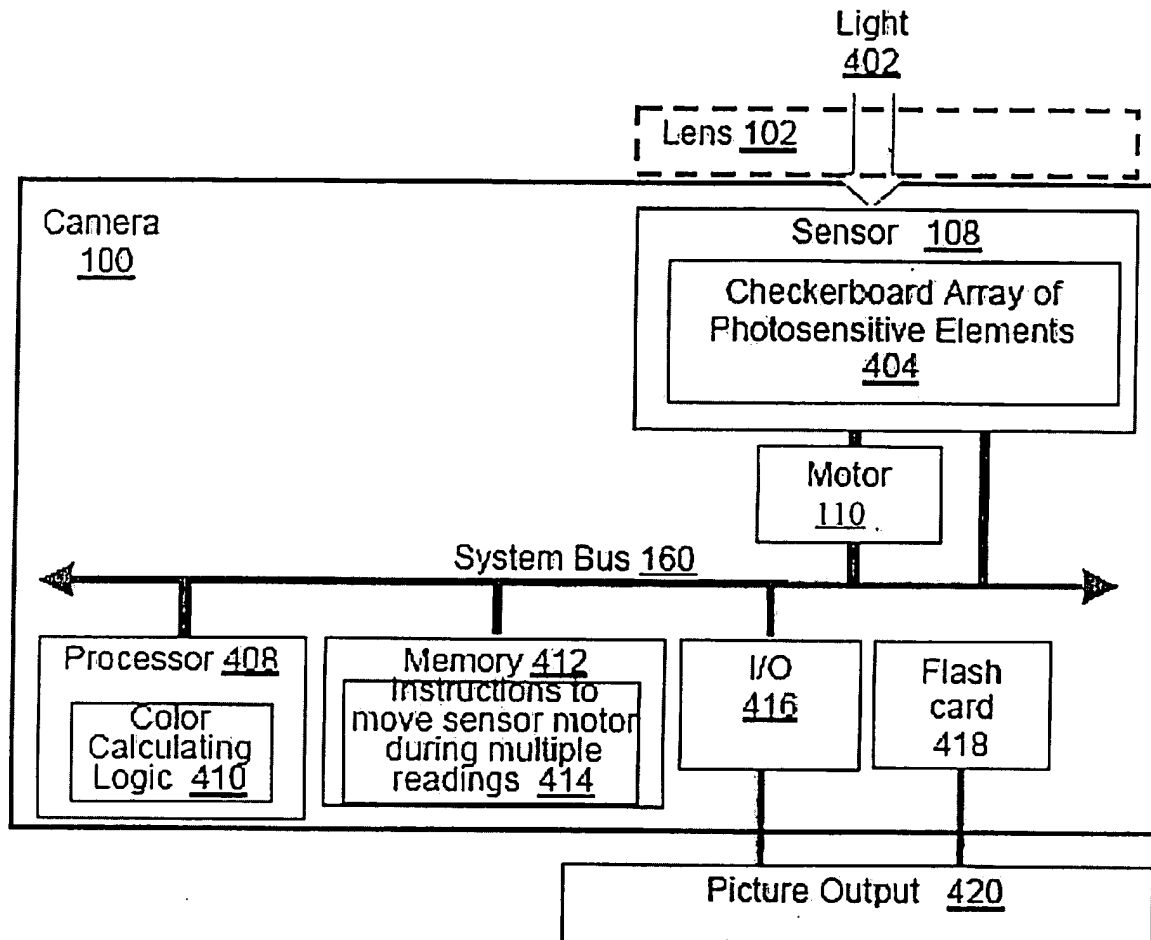 Light
402
Lens 102
Camera
100
Sensor 108
Checkerboard Array of
Photosensitive Elements
404
Motor
110
System Bus 160
Processor 408
Color
Calculating
Logic 410
Memory 412
Instructions to
move sensor motor
during multiple
readings 414
I/O
416
Flash
card
418
Picture Output 420